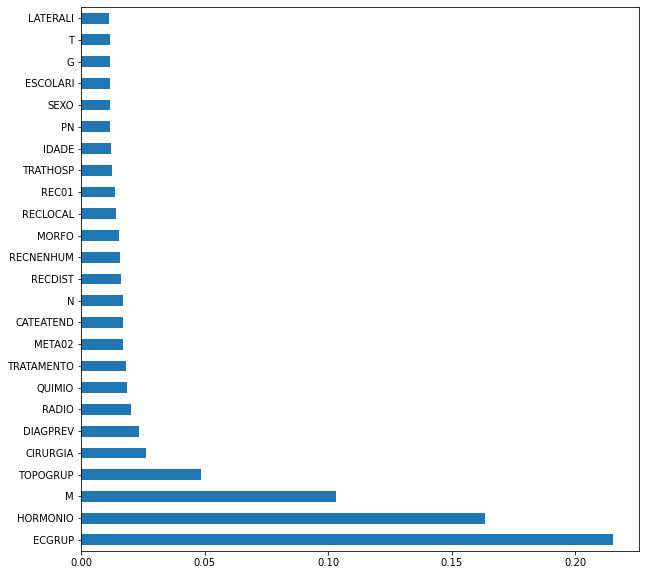 LATERALI
T
G
ESCOLARI
SEXO
PN
IDADE
TRATHOSP
REC01
RECLOCAL
MORFO
RECNENHUM
RECDIST
N
CATEATEND
META02
TRATAMENTO
QUIMIO
RADIO
DIAGPREV
CIRURGIA
TOPOGRUP
M
HORMONIO
ECGRUP
0.00 0.05 0.10 0.15 0.20